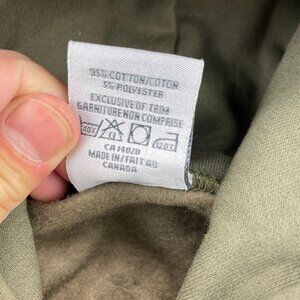 95% COTTON/COTON
5% POLYESTER
EXCLUSIVE OF TRIM
GARNITURE NON COMPRISE
CA 14020
MADE IN/FAIT AU
CANADA